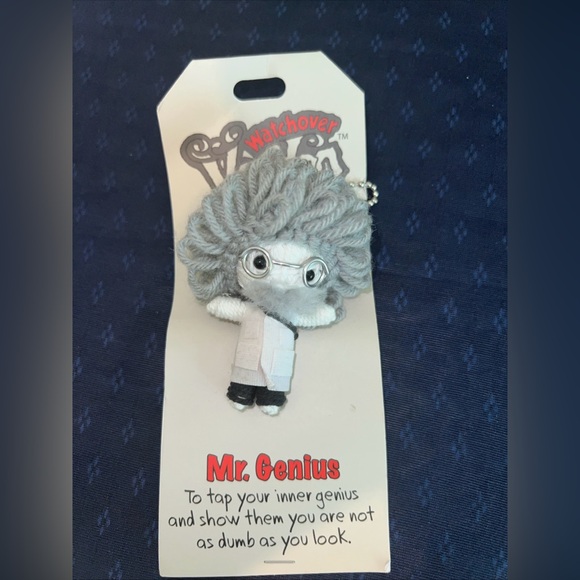 Watchover
™
Mr. Genius
To tap your inner genius
and show them you are not
as dumb as you look.